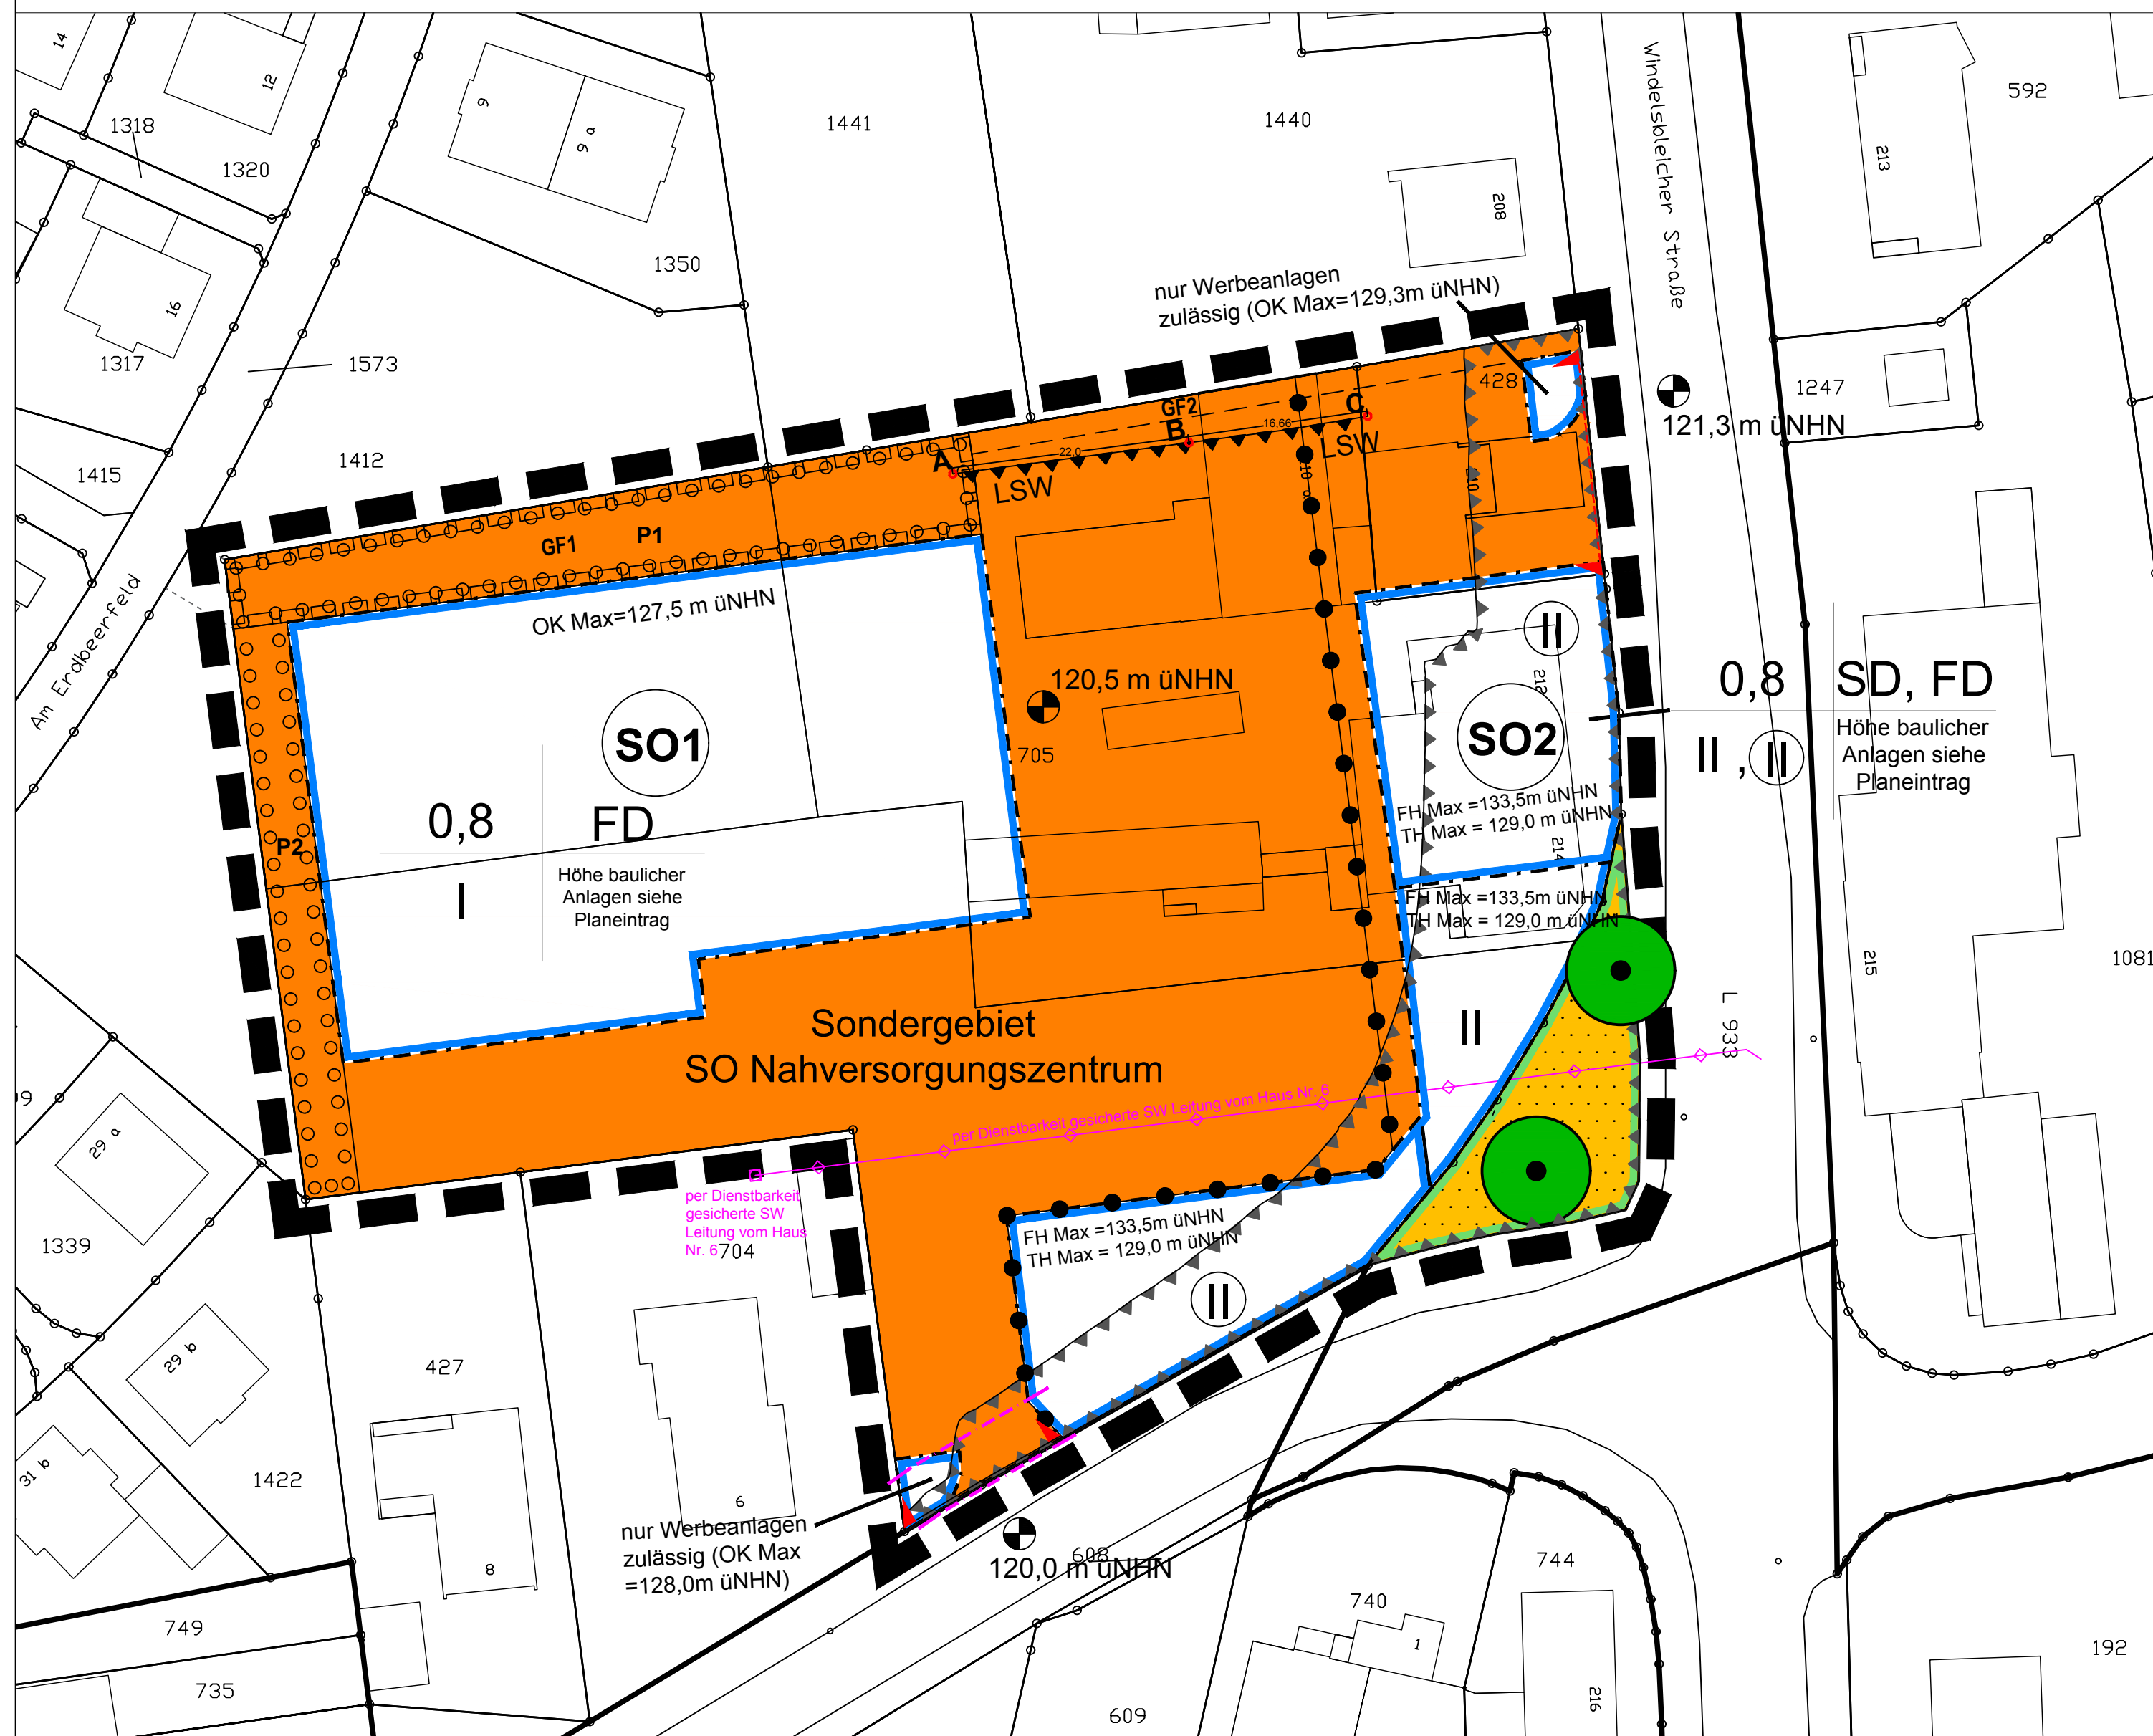 14
12
1318
1320
9
9 a
1441
1440
Windelsbleicher Straße
592
213
208
16
1317
1350
1573
nur Werbeanlagen
zulässig (OK Max=129,3m üNHN)
428
1247
121,3 m üNHN
1415
1412
GF2
A
B
C
22,0
16,66
LSW
LSW
210
GF1
P1
OK Max=127,5 m üNHN
Am Erdbeerfeld
120,5 m üNHN
705
SO1
II
212
SO2
0,8
SD, FD
II , II
Höhe baulicher
Anlagen siehe
Planeintrag
FH Max =133,5m üNHN
TH Max = 129,0 m üNHN
214
P2
0,8
FD
I
Höhe baulicher
Anlagen siehe
Planeintrag
FH Max =133,5m üNHN
TH Max = 129,0 m üNHN
215
1081
L 933
II
Sondergebiet
SO Nahversorgungszentrum
per Dienstbarkeit gesicherte SW Leitung vom Haus Nr. 6
per Dienstbarkeit
gesicherte SW
Leitung vom Haus
Nr. 6
704
29 a
1339
FH Max =133,5m üNHN
TH Max = 129,0 m üNHN
II
29 b
427
31 b
1422
6
8
nur Werbeanlagen
zulässig (OK Max
=128,0m üNHN)
608
120,0 m üNHN
744
740
1
749
735
609
216
192